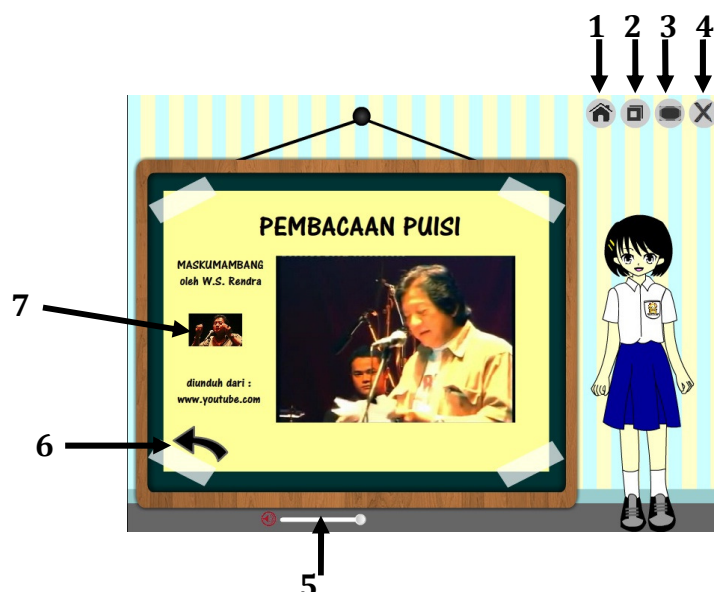 1 2 3 4
PEMBACAAN PUISI
MASKUMAMBANG
oleh W.S. Rendra
7
diunduh dari :
www.youtube.com
6
5